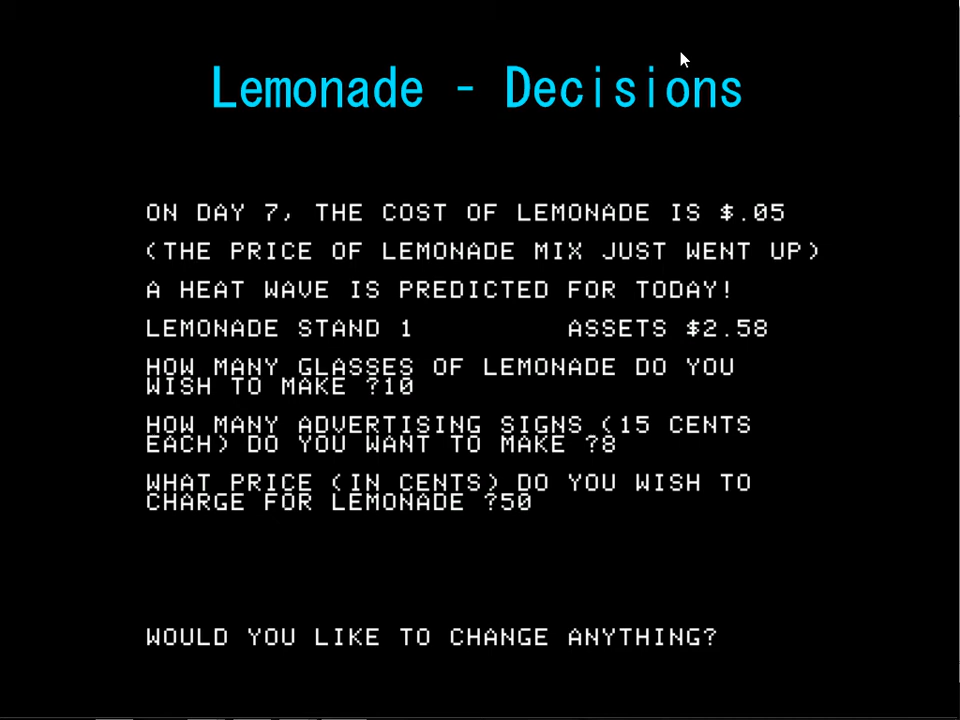 Lemonade - Decisions
ON DAY 7, THE COST OF LEMONADE IS $.05
(THE PRICE OF LEMONADE MIX JUST WENT UP)
A HEAT WAVE IS PREDICTED FOR TODAY!
LEMONADE STAND 1 ASSETS $2.58
HOW MANY GLASSES OF LEMONADE DO YOU
WISH TO MAKE ?10
HOW MANY ADVERTISING SIGNS (15 CENTS
EACH) DO YOU WANT TO MAKE ?8
WHAT PRICE (IN CENTS) DO YOU WISH TO
CHARGE FOR LEMONADE ?50
WOULD YOU LIKE TO CHANGE ANYTHING?